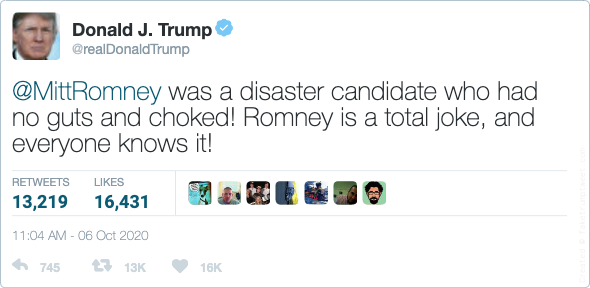 Donald J. Trump
@realDonaldTrump
@MittRomney was a disaster candidate who had
no guts and choked! Romney is a total joke, and
everyone knows it!
RETWEETS LIKES
13,219 16,431
11:04 AM - 06 Oct 2020
745 13K 16K